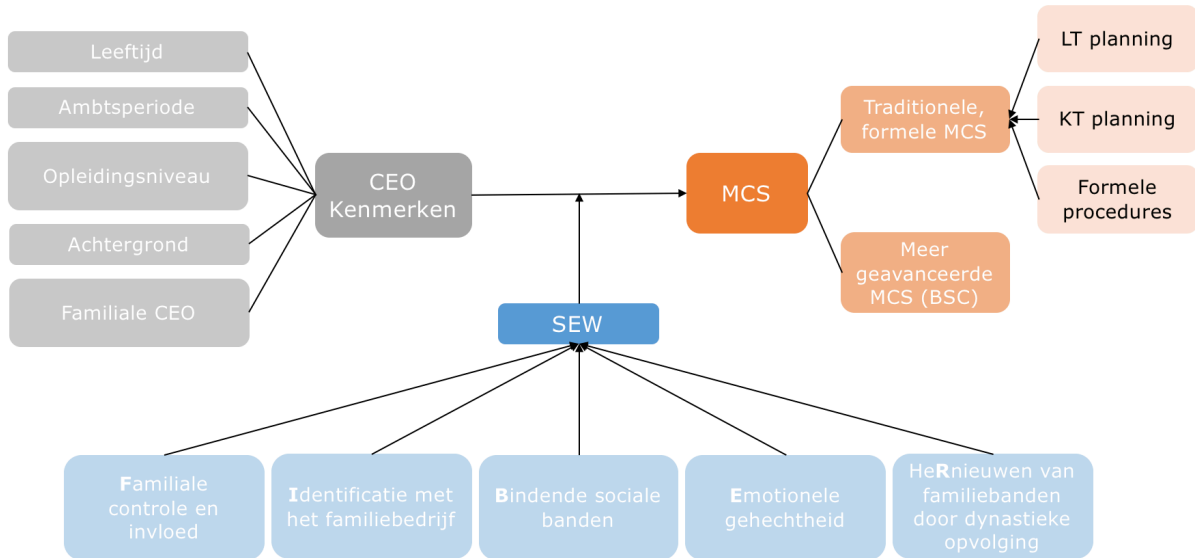 Leeftijd
Ambtsperiode
Opleidingsniveau
Achtergrond
Familiale CEO
CEO
Kenmerken
MCS
Traditionele,
formele MCS
Meer
geavanceerde
MCS (BSC)
LT planning
KT planning
Formele
procedures
SEW
Familiale
controle en
invloed
Identificatie met
het familiebedrijf
Bindende sociale
banden
Emotionele
gehechtheid
HeRnieuwen van
familiebanden
door dynastieke
opvolging